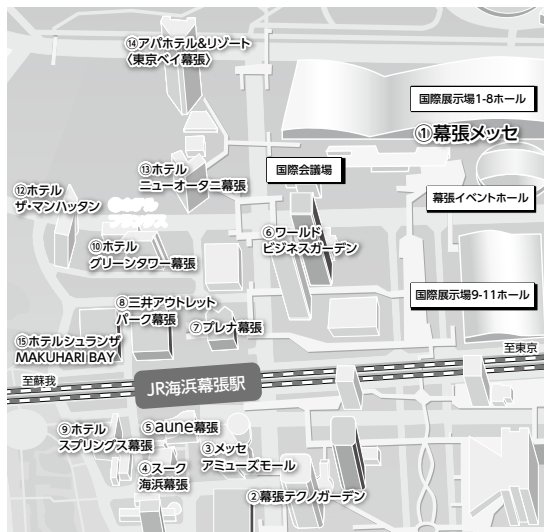 ⑭アパホテル&リゾート
〈東京ベイ幕張〉
国際展示場1-8ホール
①幕張メッセ
⑬ホテル
ニューオータニ幕張
国際会議場
⑫ホテル
ザ・マンハッタン
幕張イベントホール
⑥ワールド
ビジネスガーデン
⑩ホテル
グリーンタワー幕張
国際展示場9-11ホール
⑧三井アウトレット
パーク幕張
⑦プレナ幕張
⑮ホテルシュランザ
MAKUHARI BAY
至東京
至蘇我
JR海浜幕張駅
⑨ホテル
スプリングス幕張
⑤aune幕張
③メッセ
アミューズモール
④スーク
海浜幕張
②幕張テクノガーデン